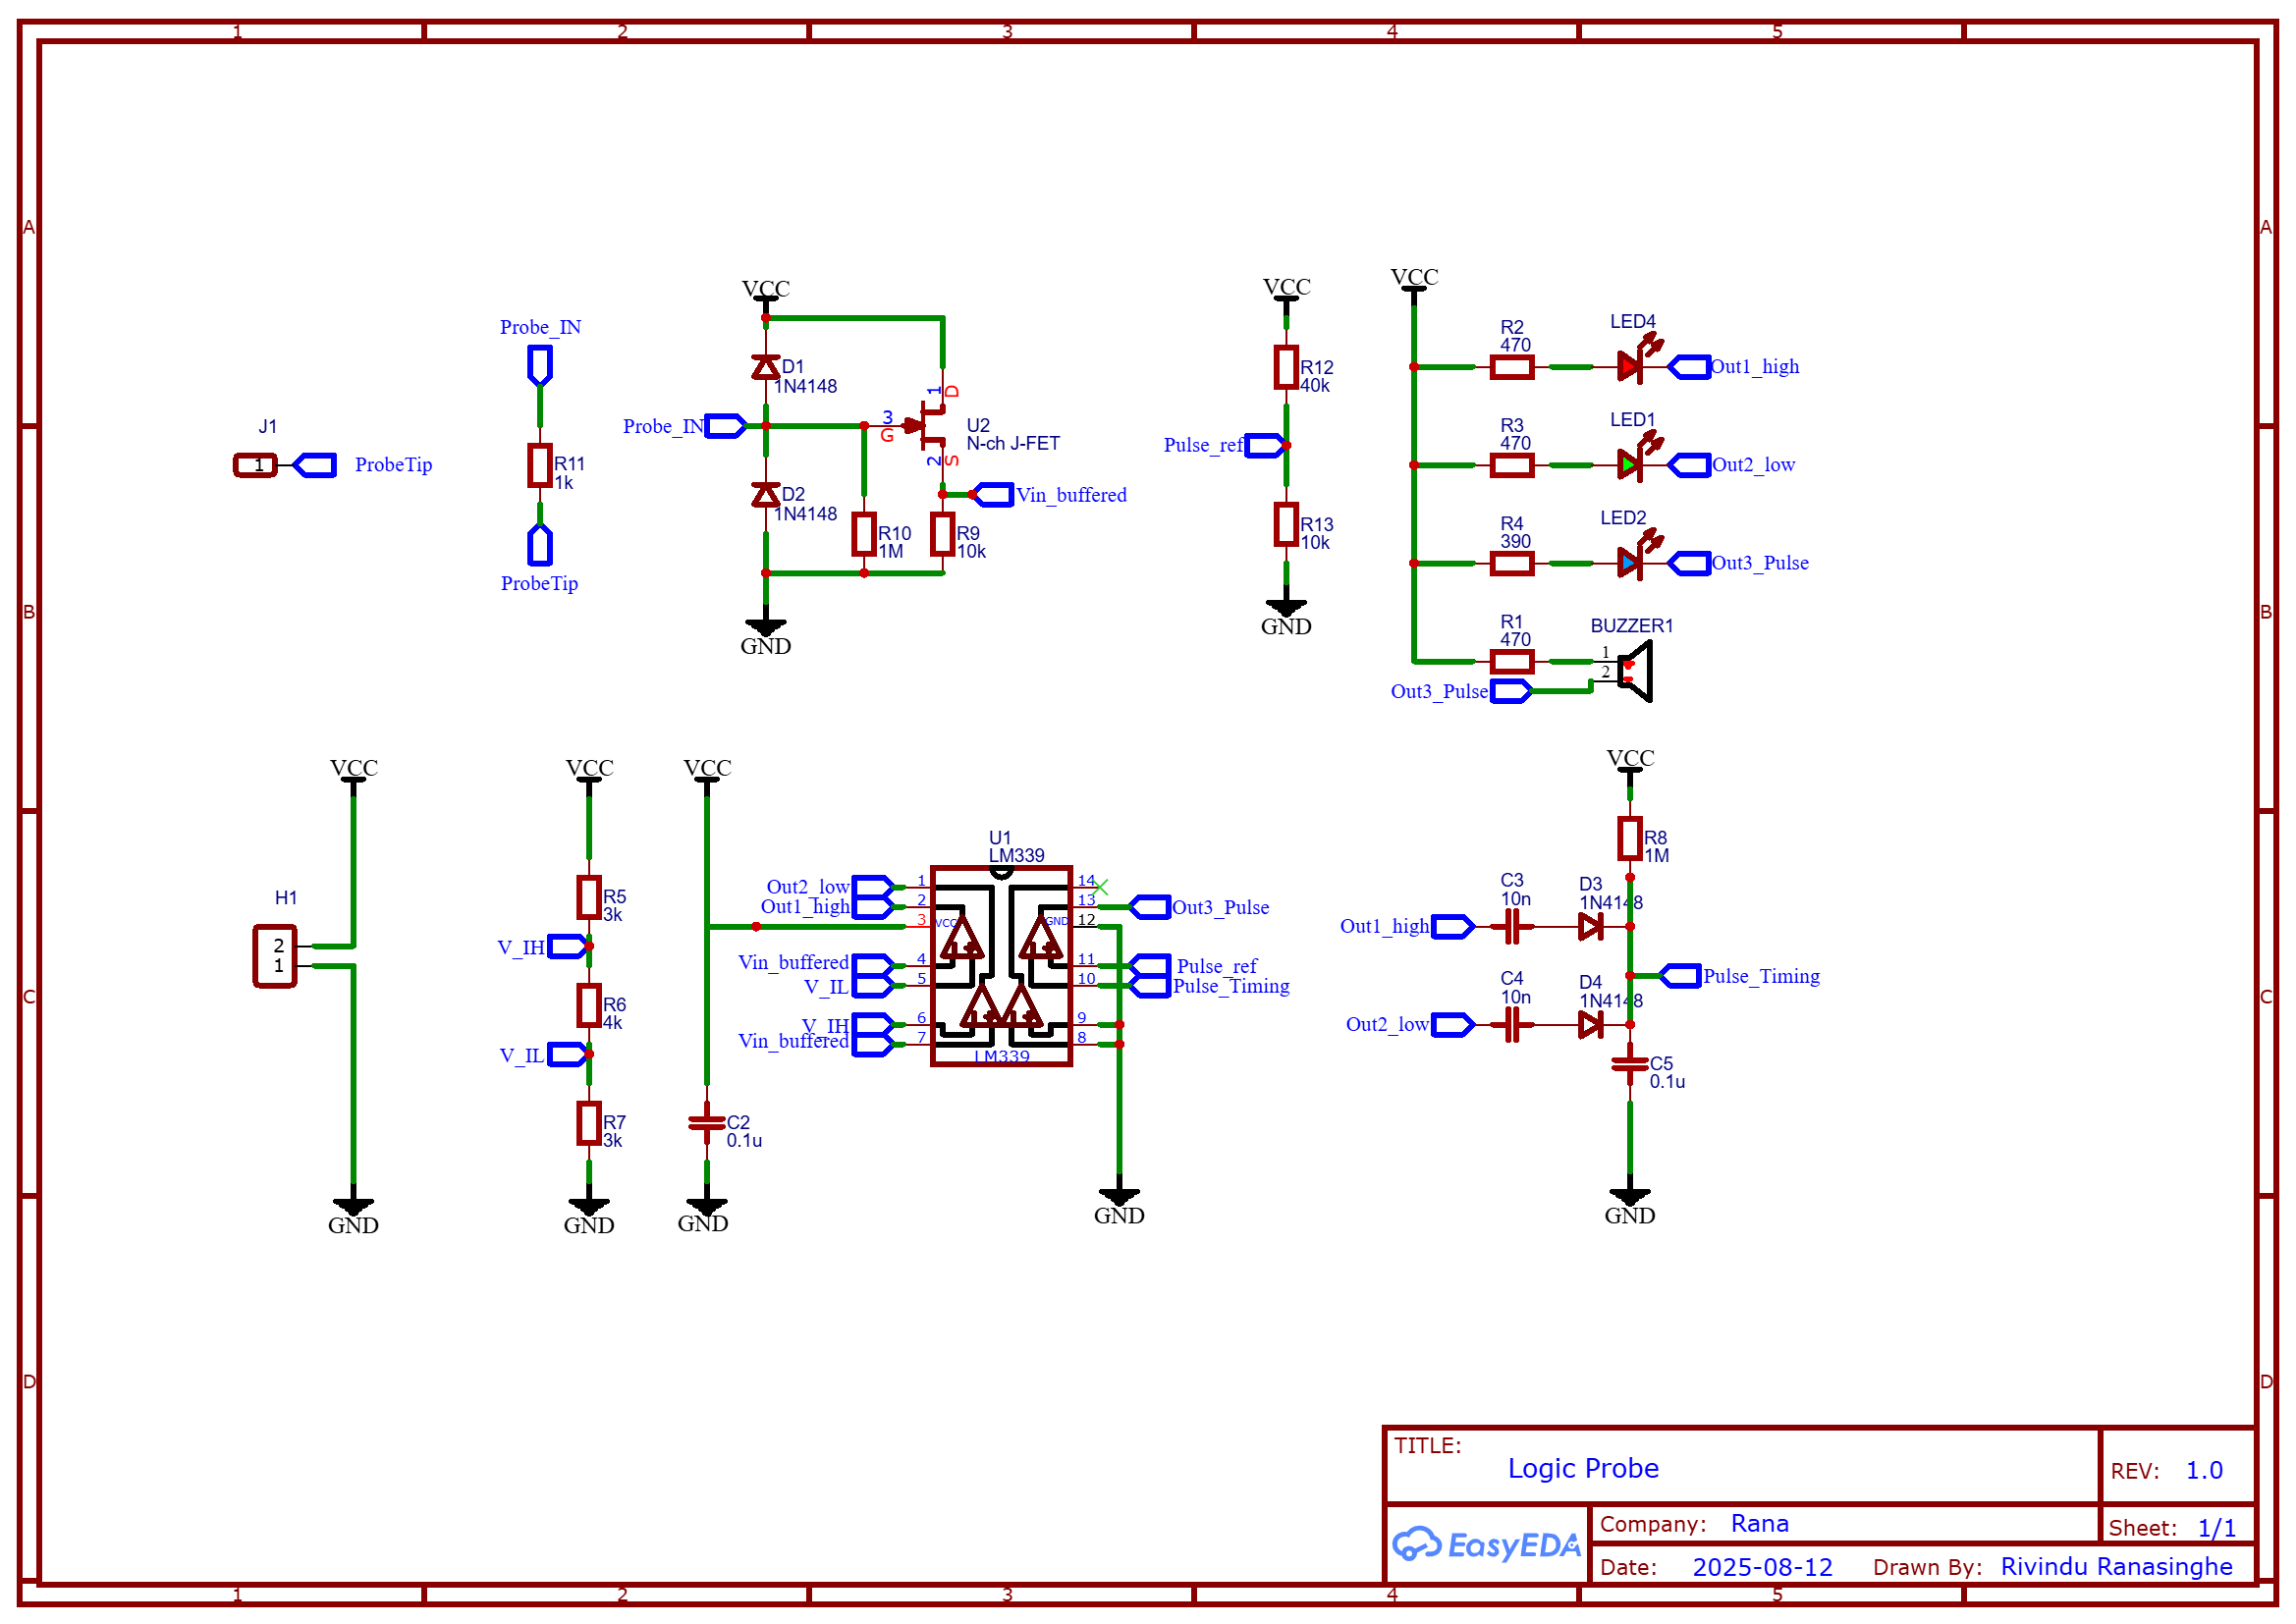 1 2 3 4 5
A A
B B
C C
D D
1 2 3 4 5
J1
1
ProbeTip
Probe_IN
R11
1k
ProbeTip
VCC
D1
1N4148
Probe_IN
D2
1N4148
3
G
1
D
2
S
U2
N-ch J-FET
Vin_buffered
R10
1M
R9
10k
GND
VCC
R12
40k
Pulse_ref
R13
10k
GND
VCC
R2
470
LED4
Out1_high
R3
470
LED1
Out2_low
R4
390
LED2
Out3_Pulse
R1
470
BUZZER1
1
2
Out3_Pulse
VCC
H1
2
1
GND
VCC
R5
3k
V_IH
R6
4k
V_IL
R7
3k
GND
VCC
C2
0.1u
GND
U1
LM339
Out2_low 1
Out1_high 2
3 VCC
Vin_buffered 4
V_IL 5
V_IH 6
Vin_buffered 7
LM339
14
13 Out3_Pulse
GND 12
11 Pulse_ref
10 Pulse_Timing
9
8
GND
VCC
R8
1M
C3
10n
D3
1N4148
Out1_high
Pulse_Timing
C4
10n
D4
1N4148
Out2_low
C5
0.1u
GND
TITLE:
Logic Probe
REV: 1.0
EasyEDA
Company: Rana
Sheet: 1/1
Date: 2025-08-12 Drawn By: Rivindu Ranasinghe